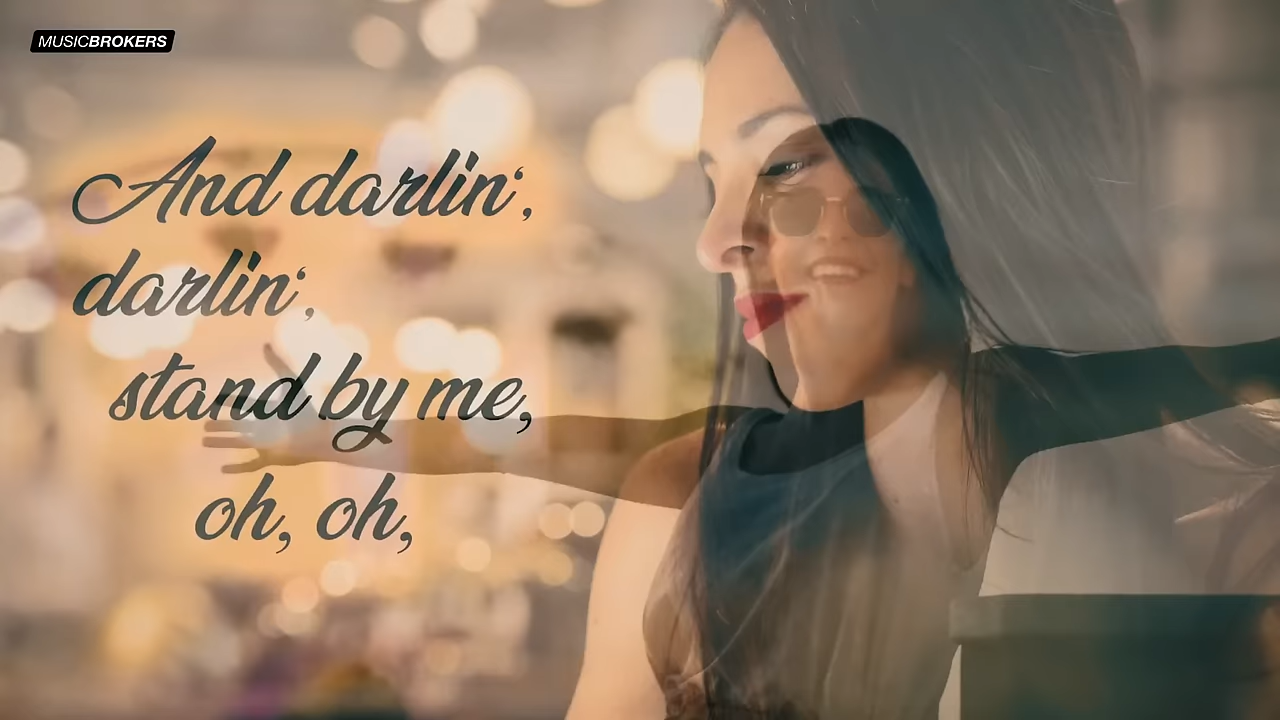 MUSICBROKERS
And darlin‘,
darlin‘,
stand by me,
oh, oh,